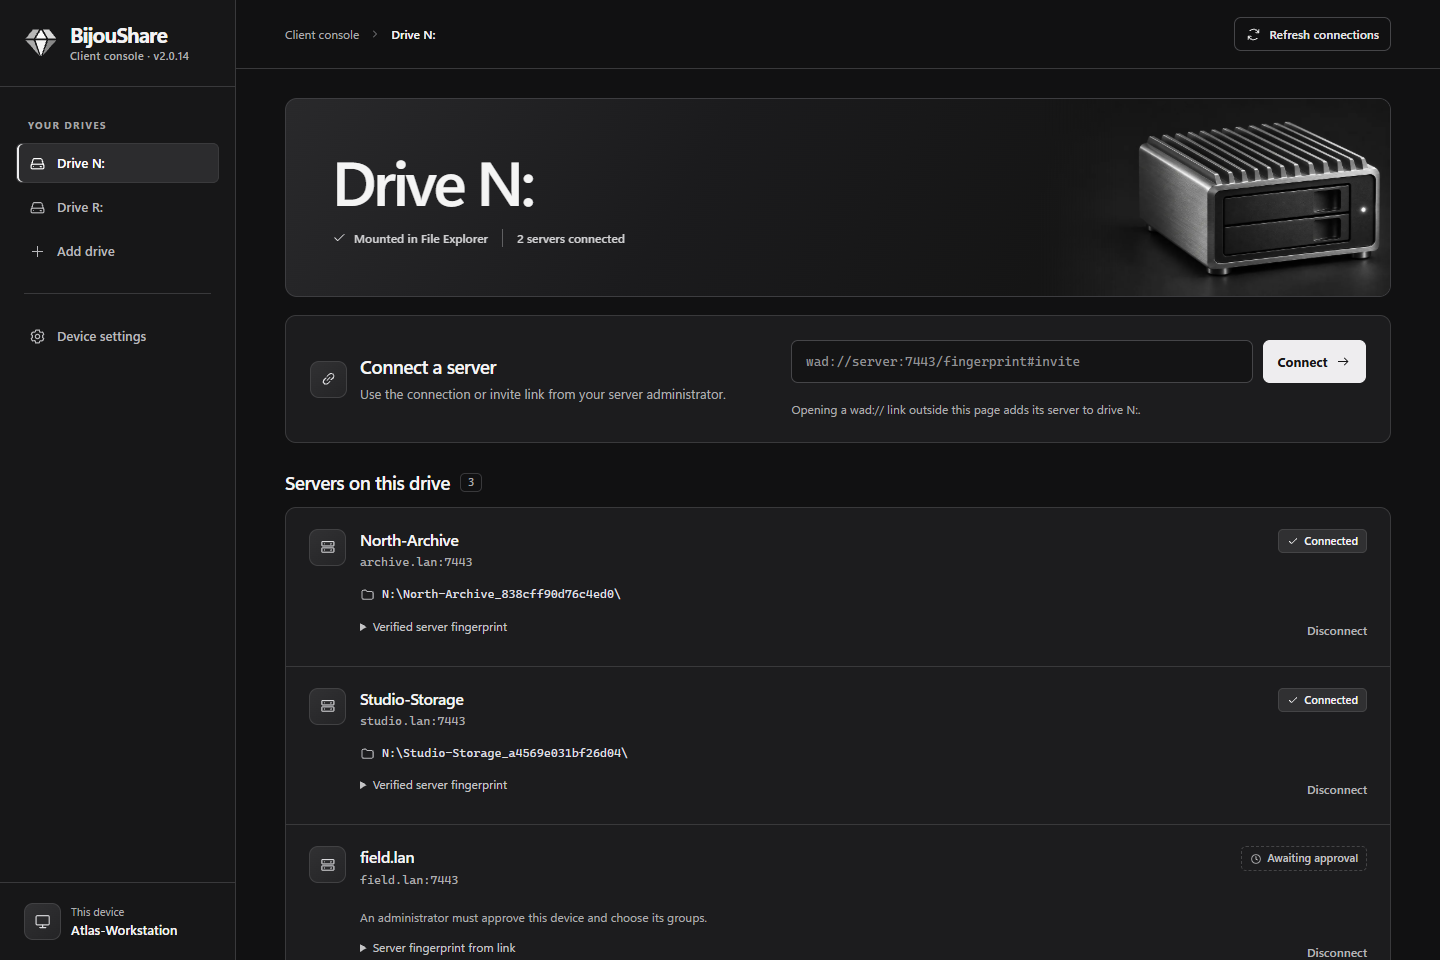 BijouShare
Client console · v2.0.14
YOUR DRIVES
Drive N:
Drive R:
Add drive
Device settings
This device
Atlas-Workstation
Client console
Drive N:
Refresh connections
Drive N:
Mounted in File Explorer
2 servers connected
Connect a server
Use the connection or invite link from your server administrator.
wad://server:7443/fingerprint#invite
Connect
Opening a wad:// link outside this page adds its server to drive N:.
Servers on this drive
3
North-Archive
Connected
archive.lan:7443
N:\North-Archive_838cff90d76c4ed0\
Verified server fingerprint
Disconnect
Studio-Storage
Connected
studio.lan:7443
N:\Studio-Storage_a4569e031bf26d04\
Verified server fingerprint
Disconnect
field.lan
Awaiting approval
field.lan:7443
An administrator must approve this device and choose its groups.
Server fingerprint from link
Disconnect